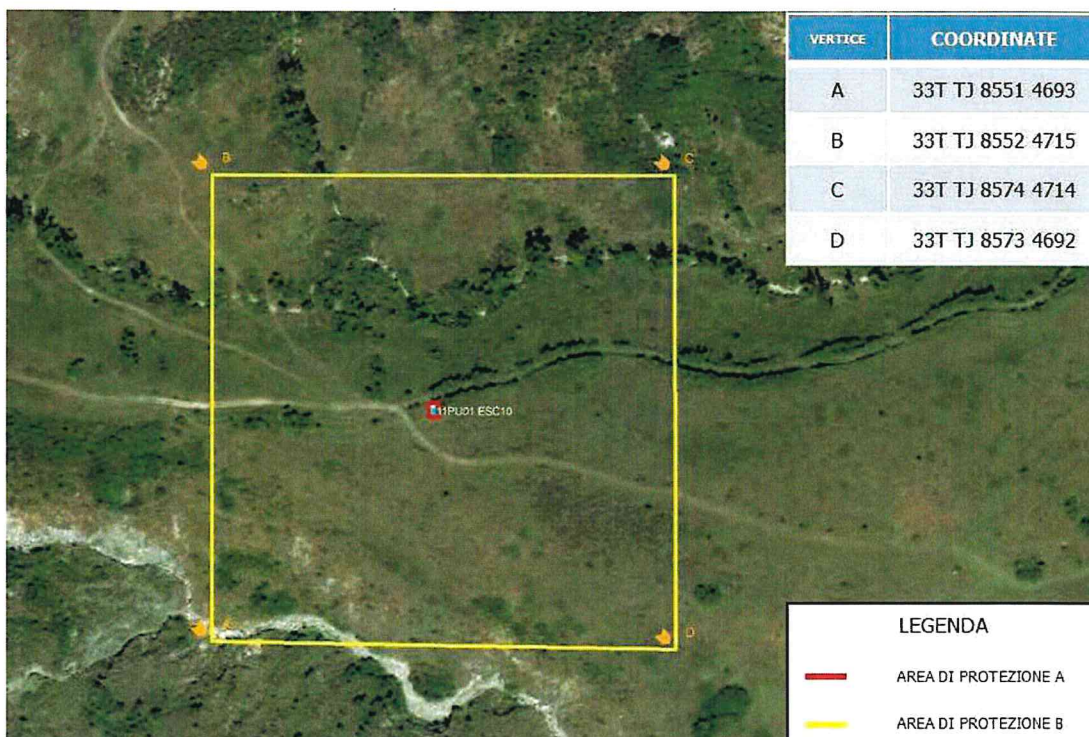 VERTICE COORDINATE
A 33T TJ 8551 4693
B 33T TJ 8552 4715
C 33T TJ 8574 4714
D 33T TJ 8573 4692
B
C
11PU01 ESC10
D
LEGENDA
AREA DI PROTEZIONE A
AREA DI PROTEZIONE B